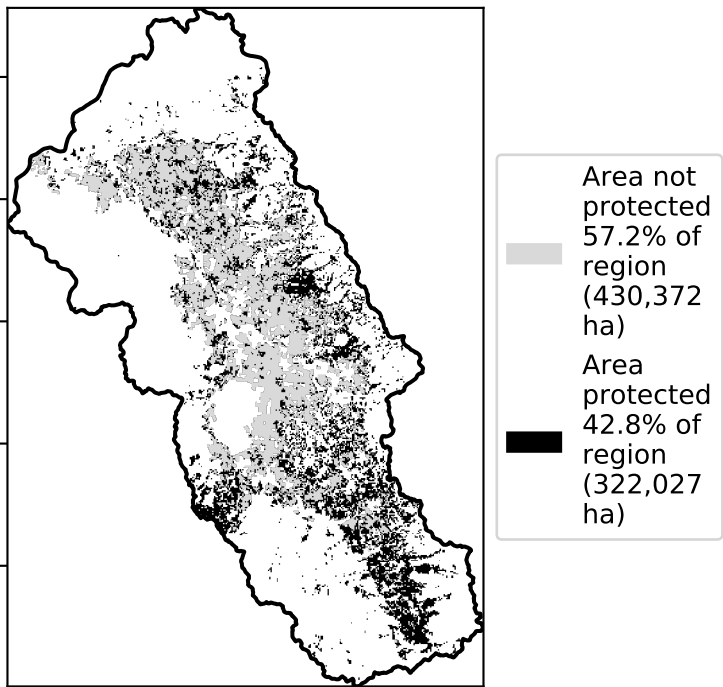 Area not
protected
57.2% of
region
(430,372
ha)
Area
protected
42.8% of
region
(322,027
ha)